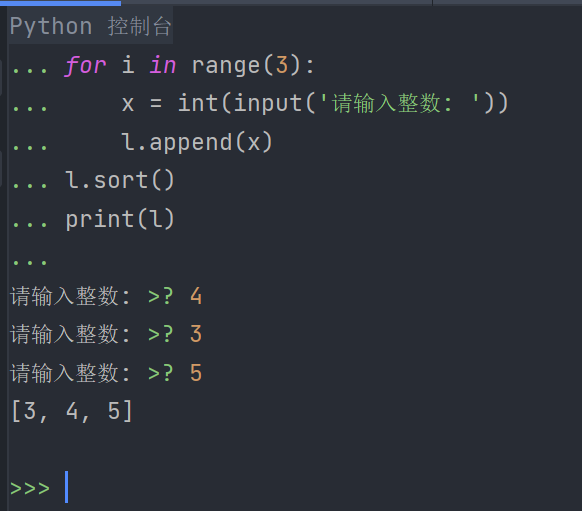 Python 控制台
... for i in range(3):
...     x = int(input('请输入整数: '))
...     l.append(x)
... l.sort()
... print(l)
...
请输入整数: >? 4
请输入整数: >? 3
请输入整数: >? 5
[3, 4, 5]
>>>